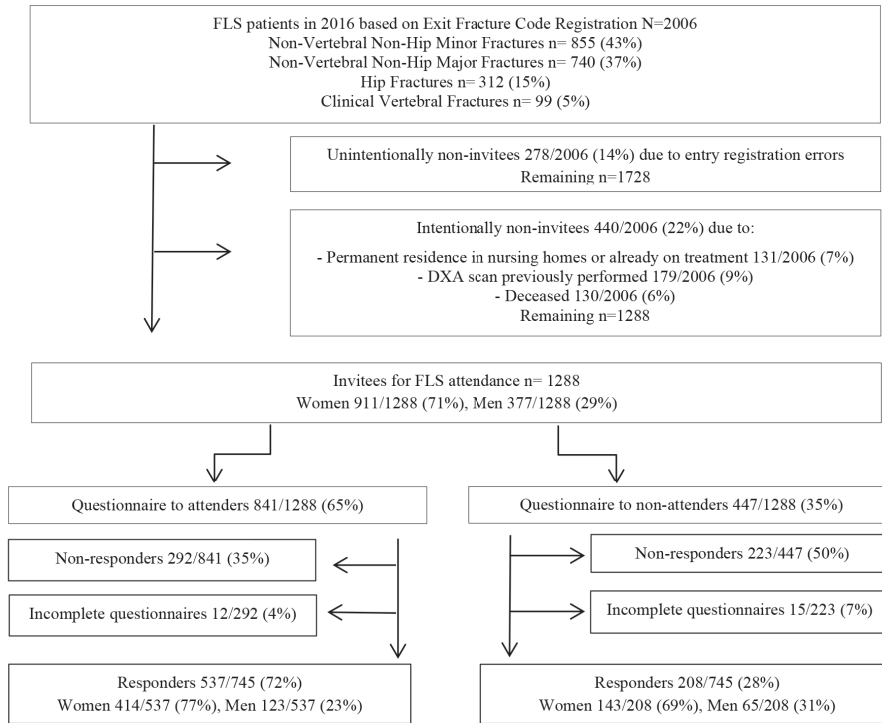 FLS patients in 2016 based on Exit Fracture Code Registration N=2006
Non-Vertebral Non-Hip Minor Fractures n= 855 (43%)
Non-Vertebral Non-Hip Major Fractures n= 740 (37%)
Hip Fractures n= 312 (15%)
Clinical Vertebral Fractures n= 99 (5%)
Unintentionally non-invitees 278/2006 (14%) due to entry registration errors
Remaining n=1728
Intentionally non-invitees 440/2006 (22%) due to:
- Permanent residence in nursing homes or already on treatment 131/2006 (7%)
- DXA scan previously performed 179/2006 (9%)
- Deceased 130/2006 (6%)
Remaining n=1288
Invitees for FLS attendance n= 1288
Women 911/1288 (71%), Men 377/1288 (29%)
Questionnaire to attenders 841/1288 (65%)
Questionnaire to non-attenders 447/1288 (35%)
Non-responders 292/841 (35%)
Non-responders 223/447 (50%)
Incomplete questionnaires 12/292 (4%)
Incomplete questionnaires 15/223 (7%)
Responders 537/745 (72%)
Women 414/537 (77%), Men 123/537 (23%)
Responders 208/745 (28%)
Women 143/208 (69%), Men 65/208 (31%)